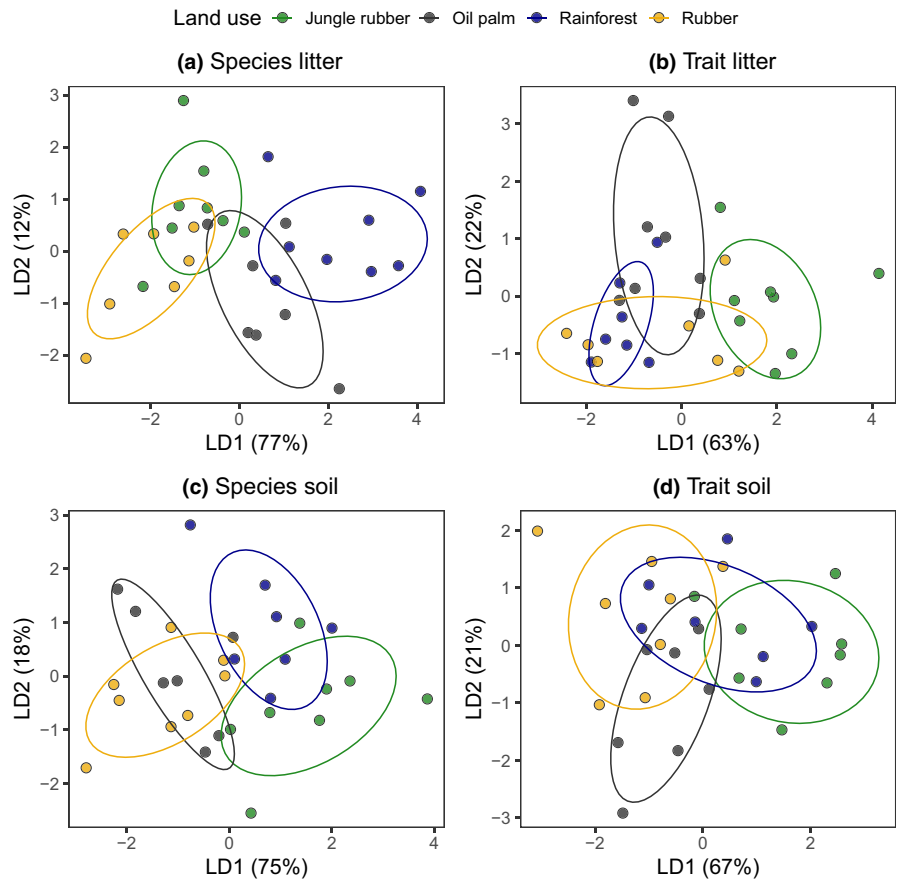 Land use Jungle rubber Oil palm Rainforest Rubber
(a) Species litter
(b) Trait litter
3
2
1
0
−1
−2
LD2 (12%)
−2 0 2 4
LD1 (77%)
3
2
1
0
−1
LD2 (22%)
−2 0 2 4
LD1 (63%)
(c) Species soil
(d) Trait soil
3
2
1
0
−1
−2
LD2 (18%)
−2 0 2 4
LD1 (75%)
2
1
0
−1
−2
−3
LD2 (21%)
−2 0 2
LD1 (67%)